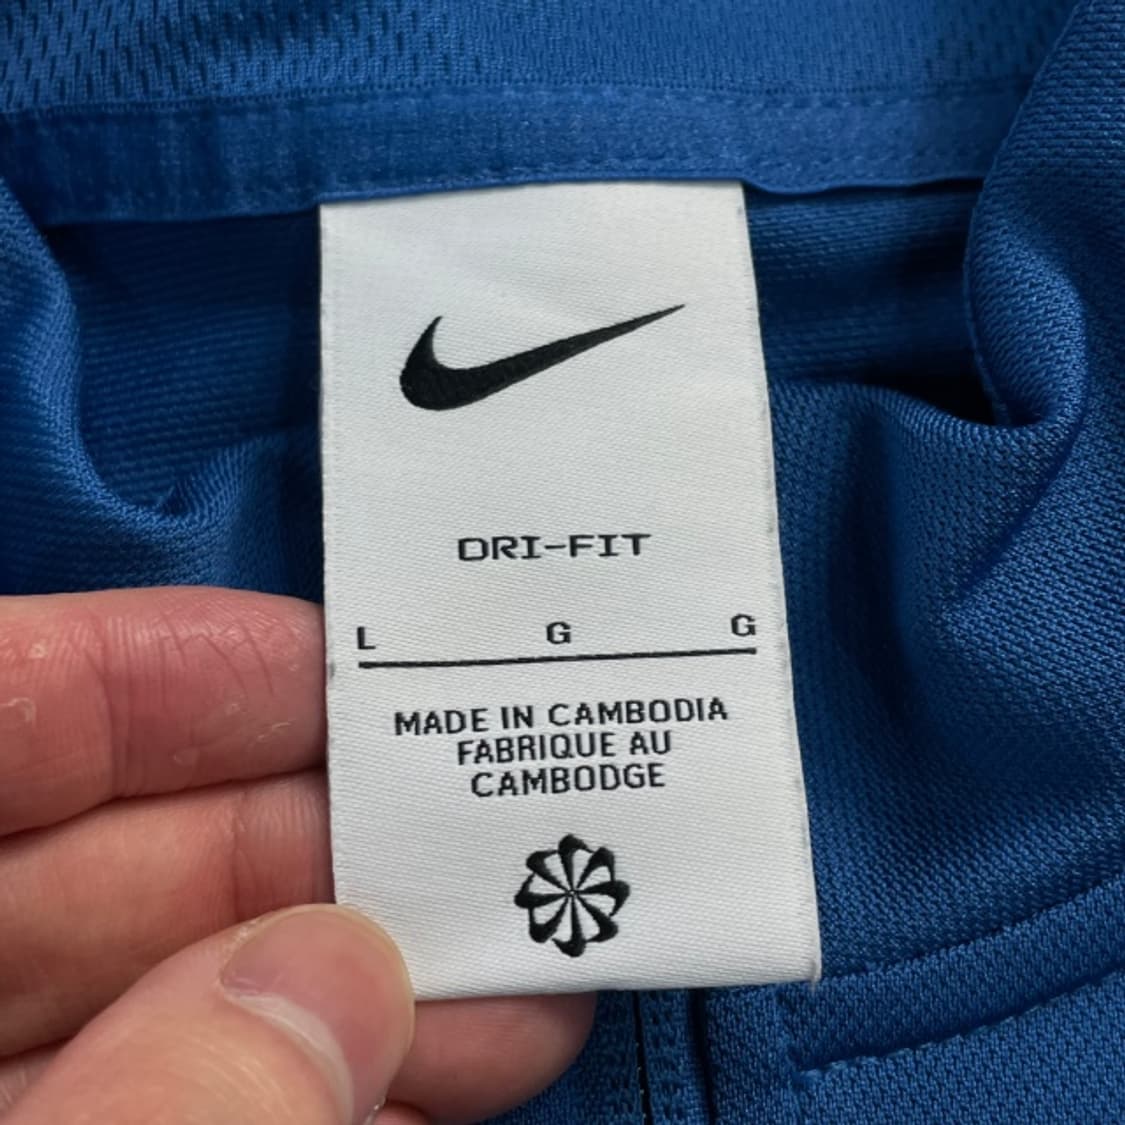 DRI-FIT
L G G
MADE IN CAMBODIA
FABRIQUE AU
CAMBODGE